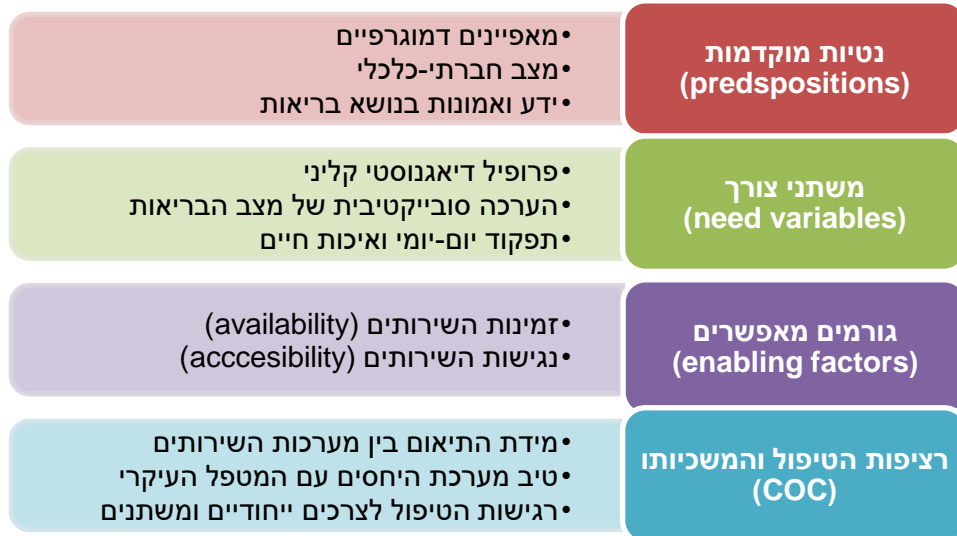 נטיות מוקדמות
(predspositions)
•מאפיינים דמוגרפיים
•מצב חברתי-כלכלי
•ידע ואמונות בנושא בריאות
משתני צורך
(need variables)
•פרופיל דיאגנוסטי קליני
•הערכה סובייקטיבית של מצב הבריאות
•תפקוד יום-יומי ואיכות חיים
גורמים מאפשרים
(enabling factors)
•זמינות השירותים (availability)
•נגישות השירותים (acccesibility)
רציפות הטיפול והמשכיותו
(COC)
•מידת התיאום בין מערכות השירותים
•טיב מערכת היחסים עם המטפל העיקרי
•רגישות הטיפול לצרכים ייחודיים ומשתנים